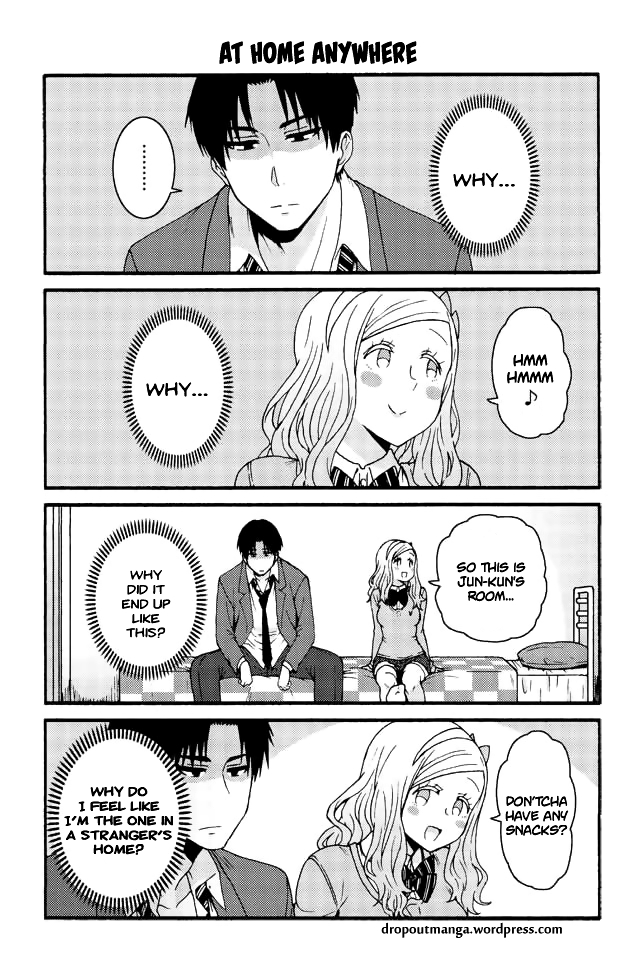 AT HOME ANYWHERE
WHY...
.......
HMM
HMMM
♪
WHY...
SO THIS IS
JUN-KUN'S
ROOM...
WHY
DID IT
END UP
LIKE
THIS?
DON'TCHA
HAVE ANY
SNACKS?
WHY DO
I FEEL LIKE
I'M THE ONE IN
A STRANGER'S
HOME?
dropoutmanga.wordpress.com